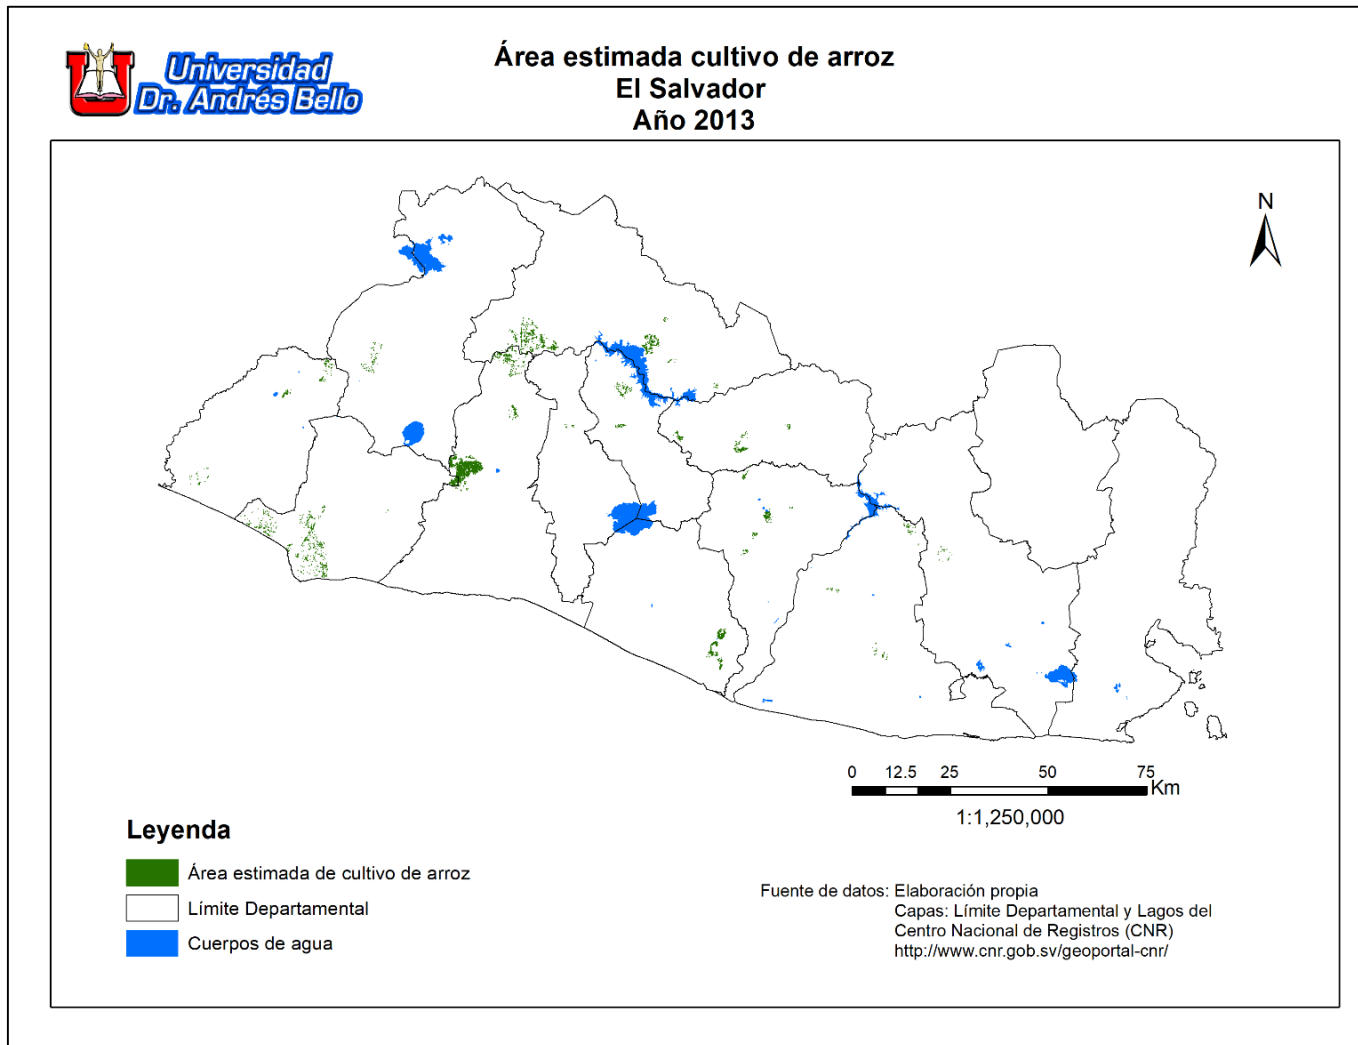 Universidad
Dr. Andrés Bello
Área estimada cultivo de arroz
El Salvador
Año 2013
N
0 12.5 25 50 75
Km
1:1,250,000
Leyenda
Área estimada de cultivo de arroz
Límite Departamental
Cuerpos de agua
Fuente de datos: Elaboración propia
Capas: Límite Departamental y Lagos del
Centro Nacional de Registros (CNR)
http://www.cnr.gob.sv/geoportal-cnr/